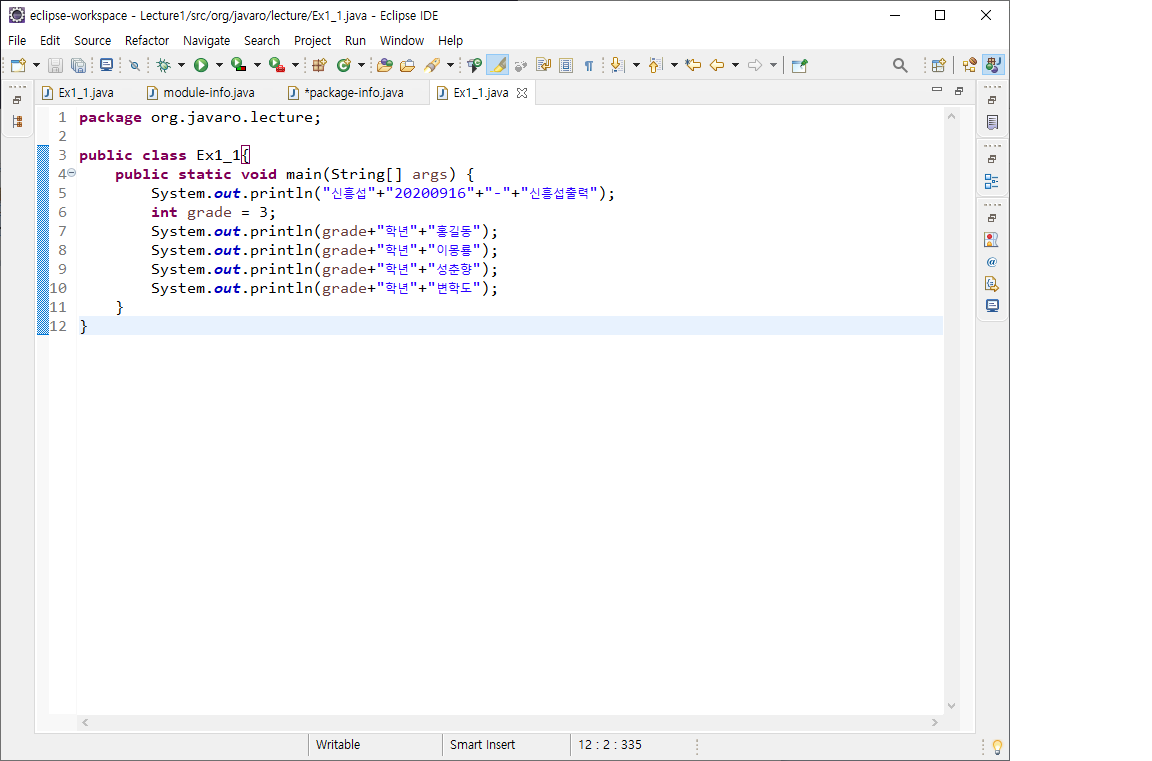 eclipse-workspace - Lecture1/src/org/javaro/lecture/Ex1_1.java - Eclipse IDE
File Edit Source Refactor Navigate Search Project Run Window Help
Ex1_1.java module-info.java *package-info.java Ex1_1.java
1 package org.javaro.lecture;
2
3 public class Ex1_1{
4 public static void main(String[] args) {
5 System.out.println("신흥섭"+"20200916"+"-"+"신흥섭출력");
6 int grade = 3;
7 System.out.println(grade+"학년"+"홍길동");
8 System.out.println(grade+"학년"+"이몽룡");
9 System.out.println(grade+"학년"+"성춘향");
10 System.out.println(grade+"학년"+"변학도");
11 }
12 }
Writable Smart Insert 12 : 2 : 335